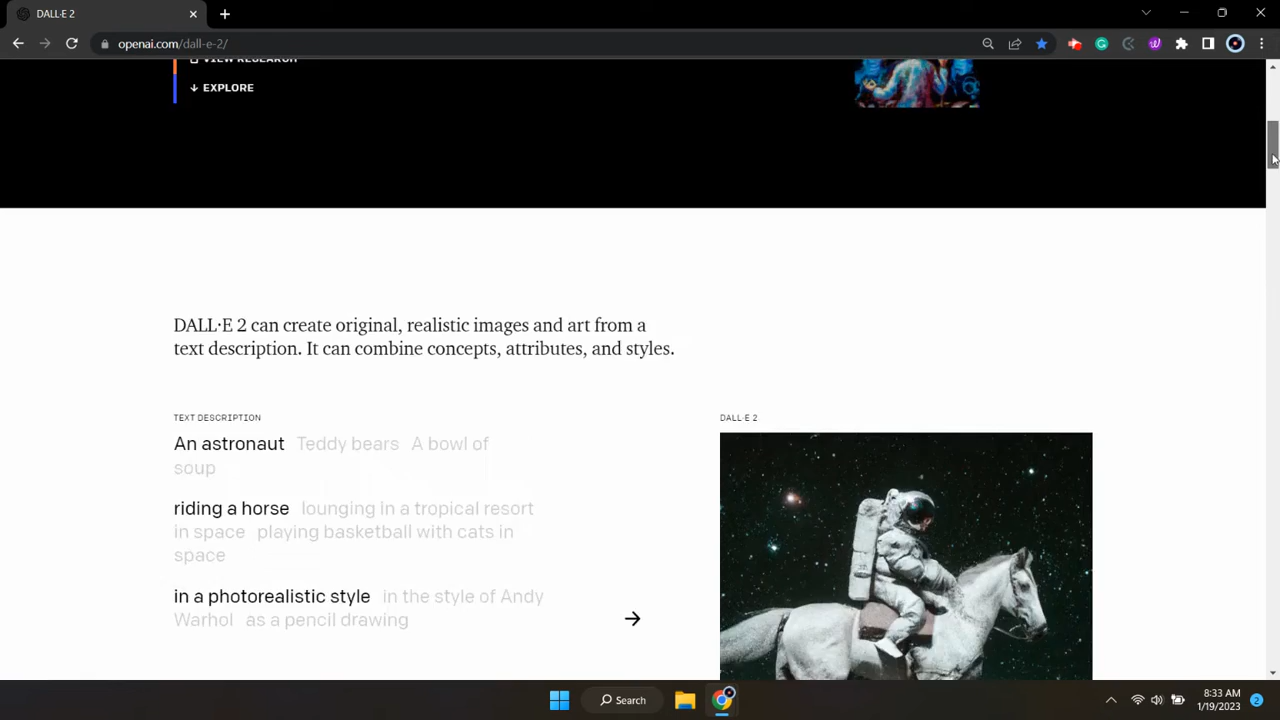 DALL·E 2
openai.com/dall-e-2/
VIEW RESEARCH
↓ EXPLORE
DALL·E 2 can create original, realistic images and art from a
text description. It can combine concepts, attributes, and styles.
TEXT DESCRIPTION
DALL·E 2
An astronaut Teddy bears A bowl of
soup
riding a horse lounging in a tropical resort
in space playing basketball with cats in
space
in a photorealistic style in the style of Andy
Warhol as a pencil drawing
Search
8:33 AM
1/19/2023
2